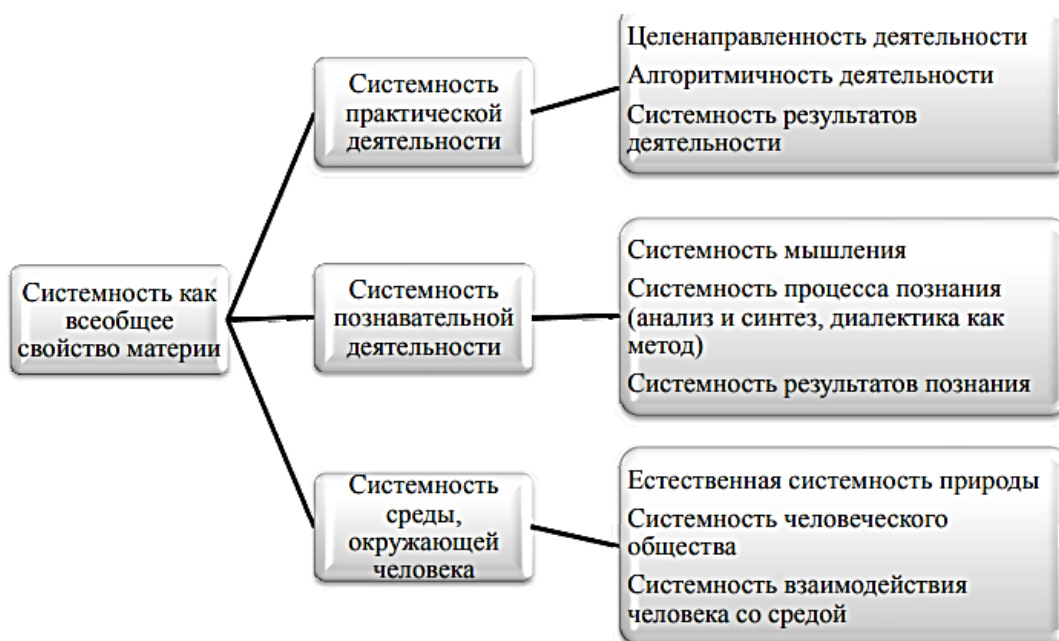 Системность как
всеобщее
свойство материи
Системность
практической
деятельности
Целенаправленность деятельности
Алгоритмичность деятельности
Системность результатов
деятельности
Системность
познавательной
деятельности
Системность мышления
Системность процесса познания
(анализ и синтез, диалектика как
метод)
Системность результатов познания
Системность
среды,
окружающей
человека
Естественная системность природы
Системность человеческого
общества
Системность взаимодействия
человека со средой